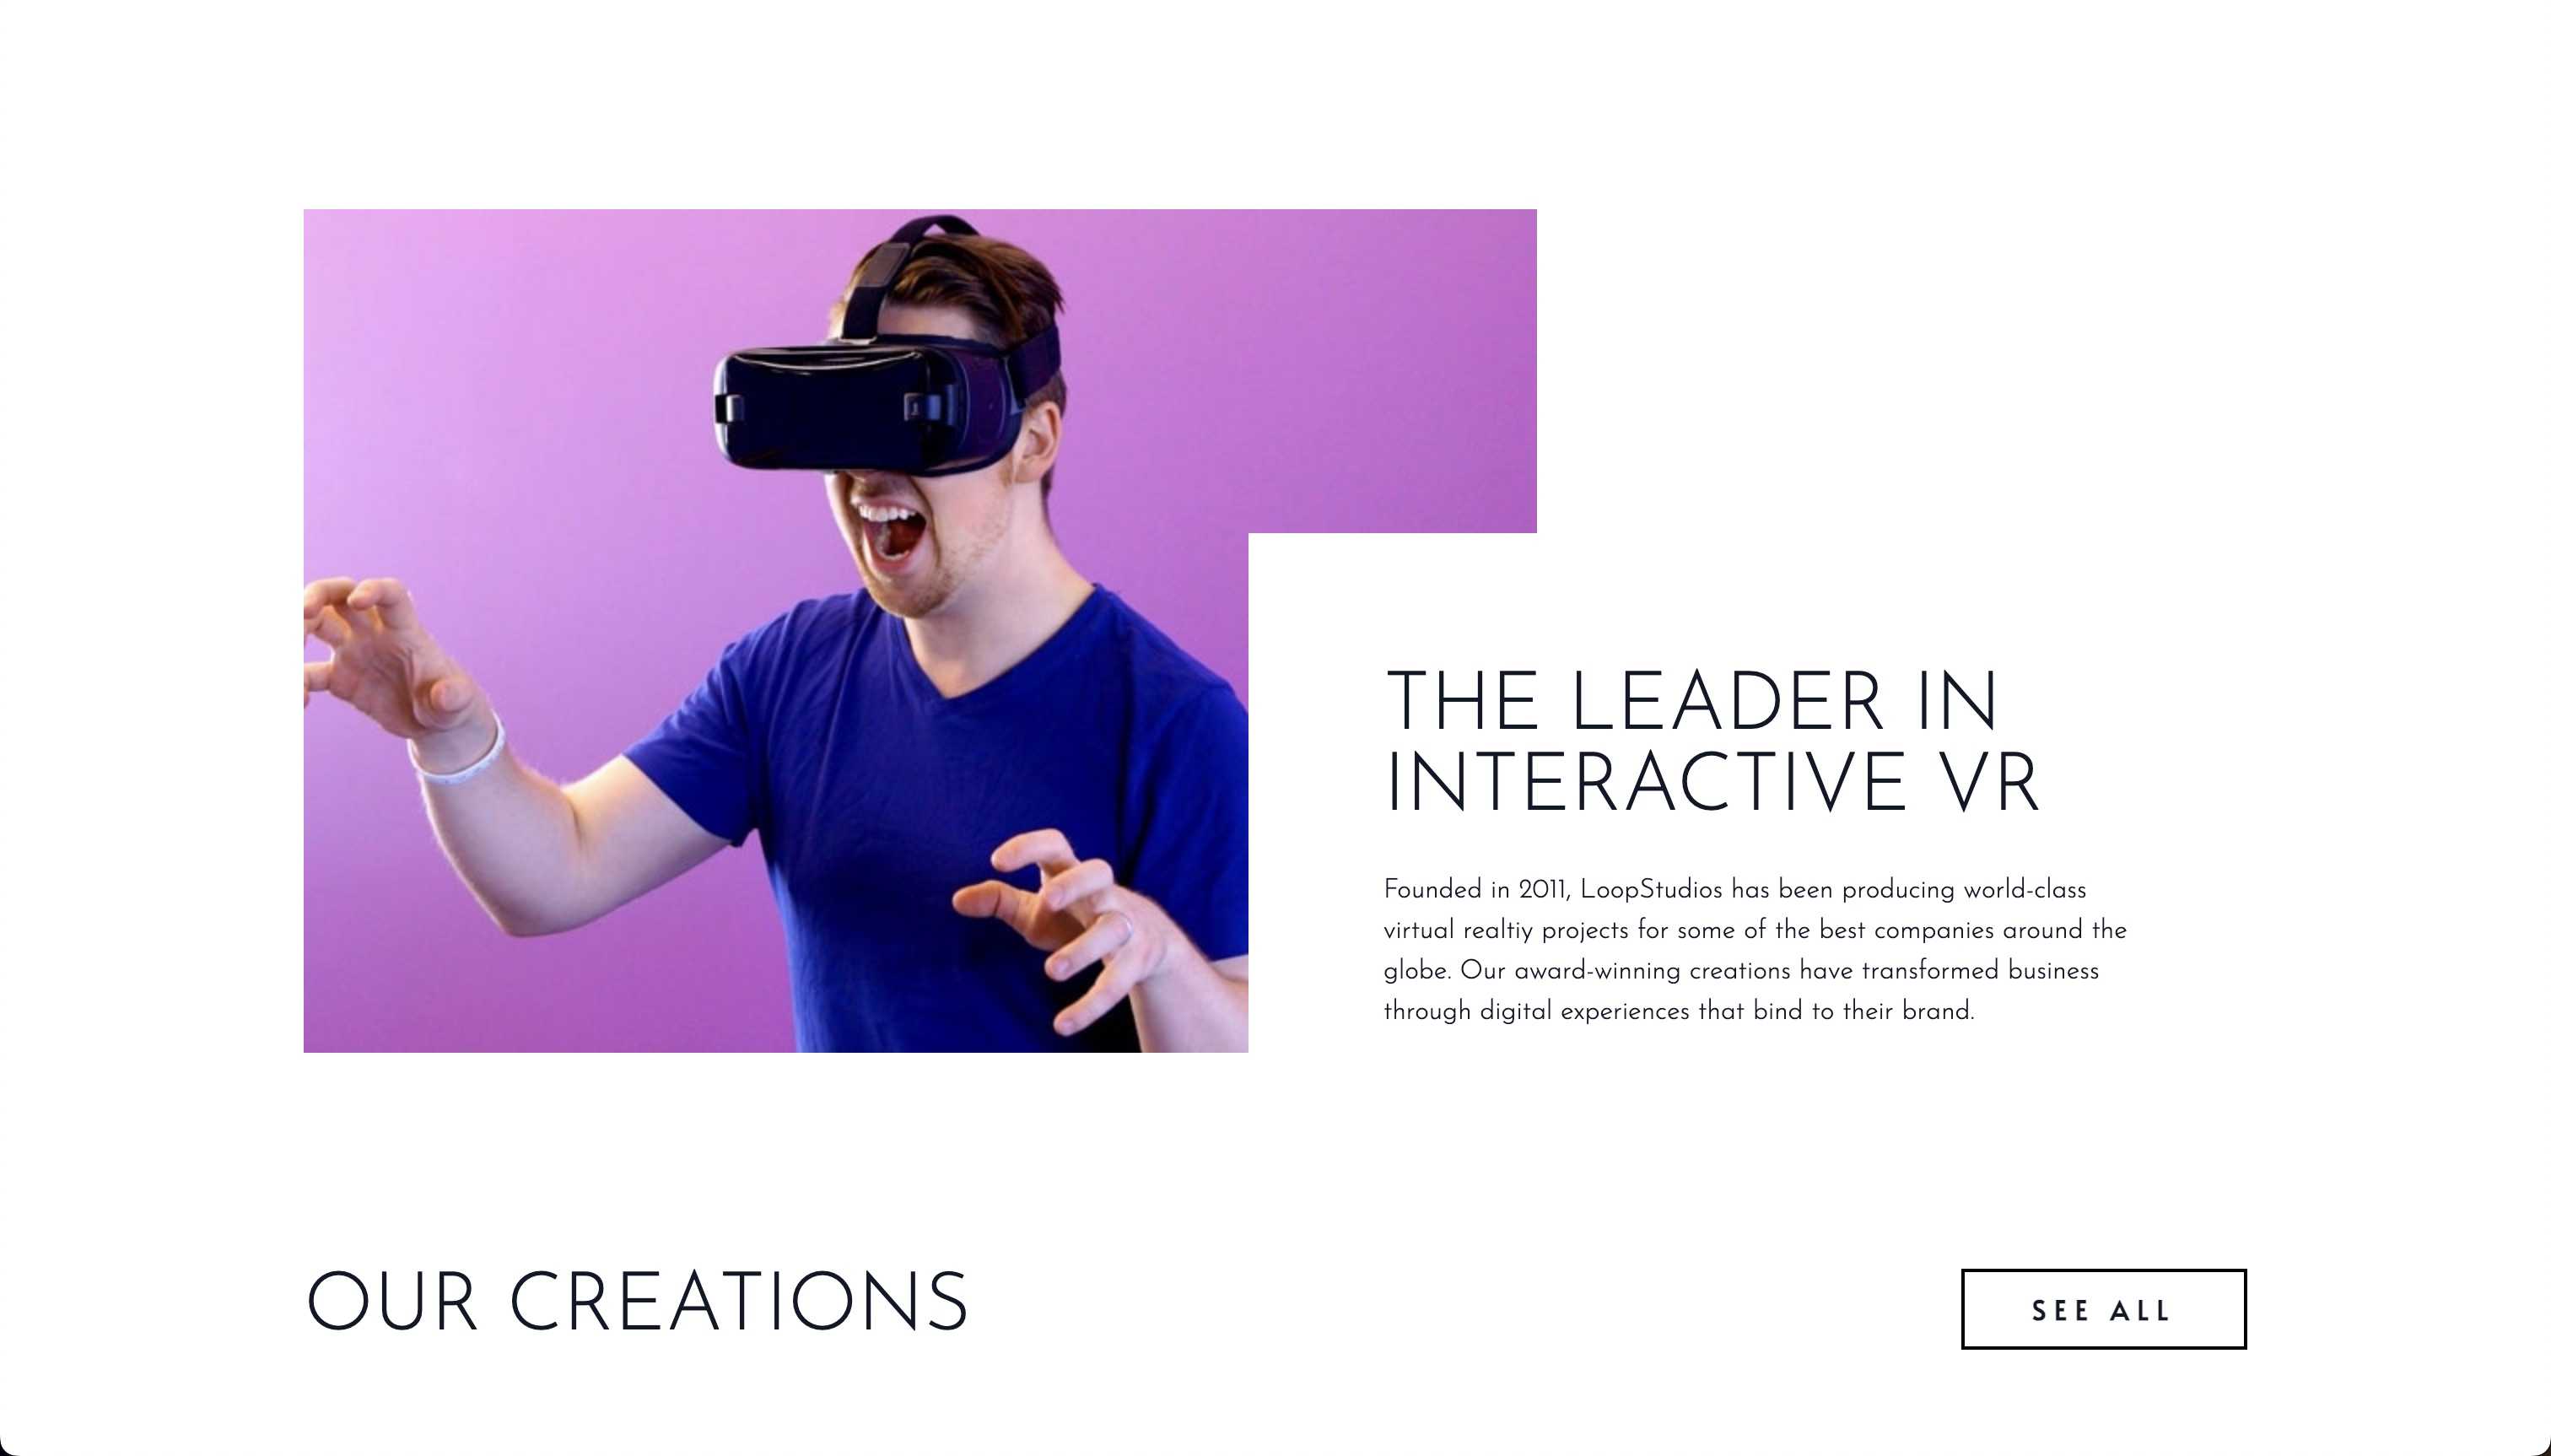 THE LEADER IN
INTERACTIVE VR
Founded in 2011, LoopStudios has been producing world-class
virtual realtiy projects for some of the best companies around the
globe. Our award-winning creations have transformed business
through digital experiences that bind to their brand.
OUR CREATIONS
SEE ALL